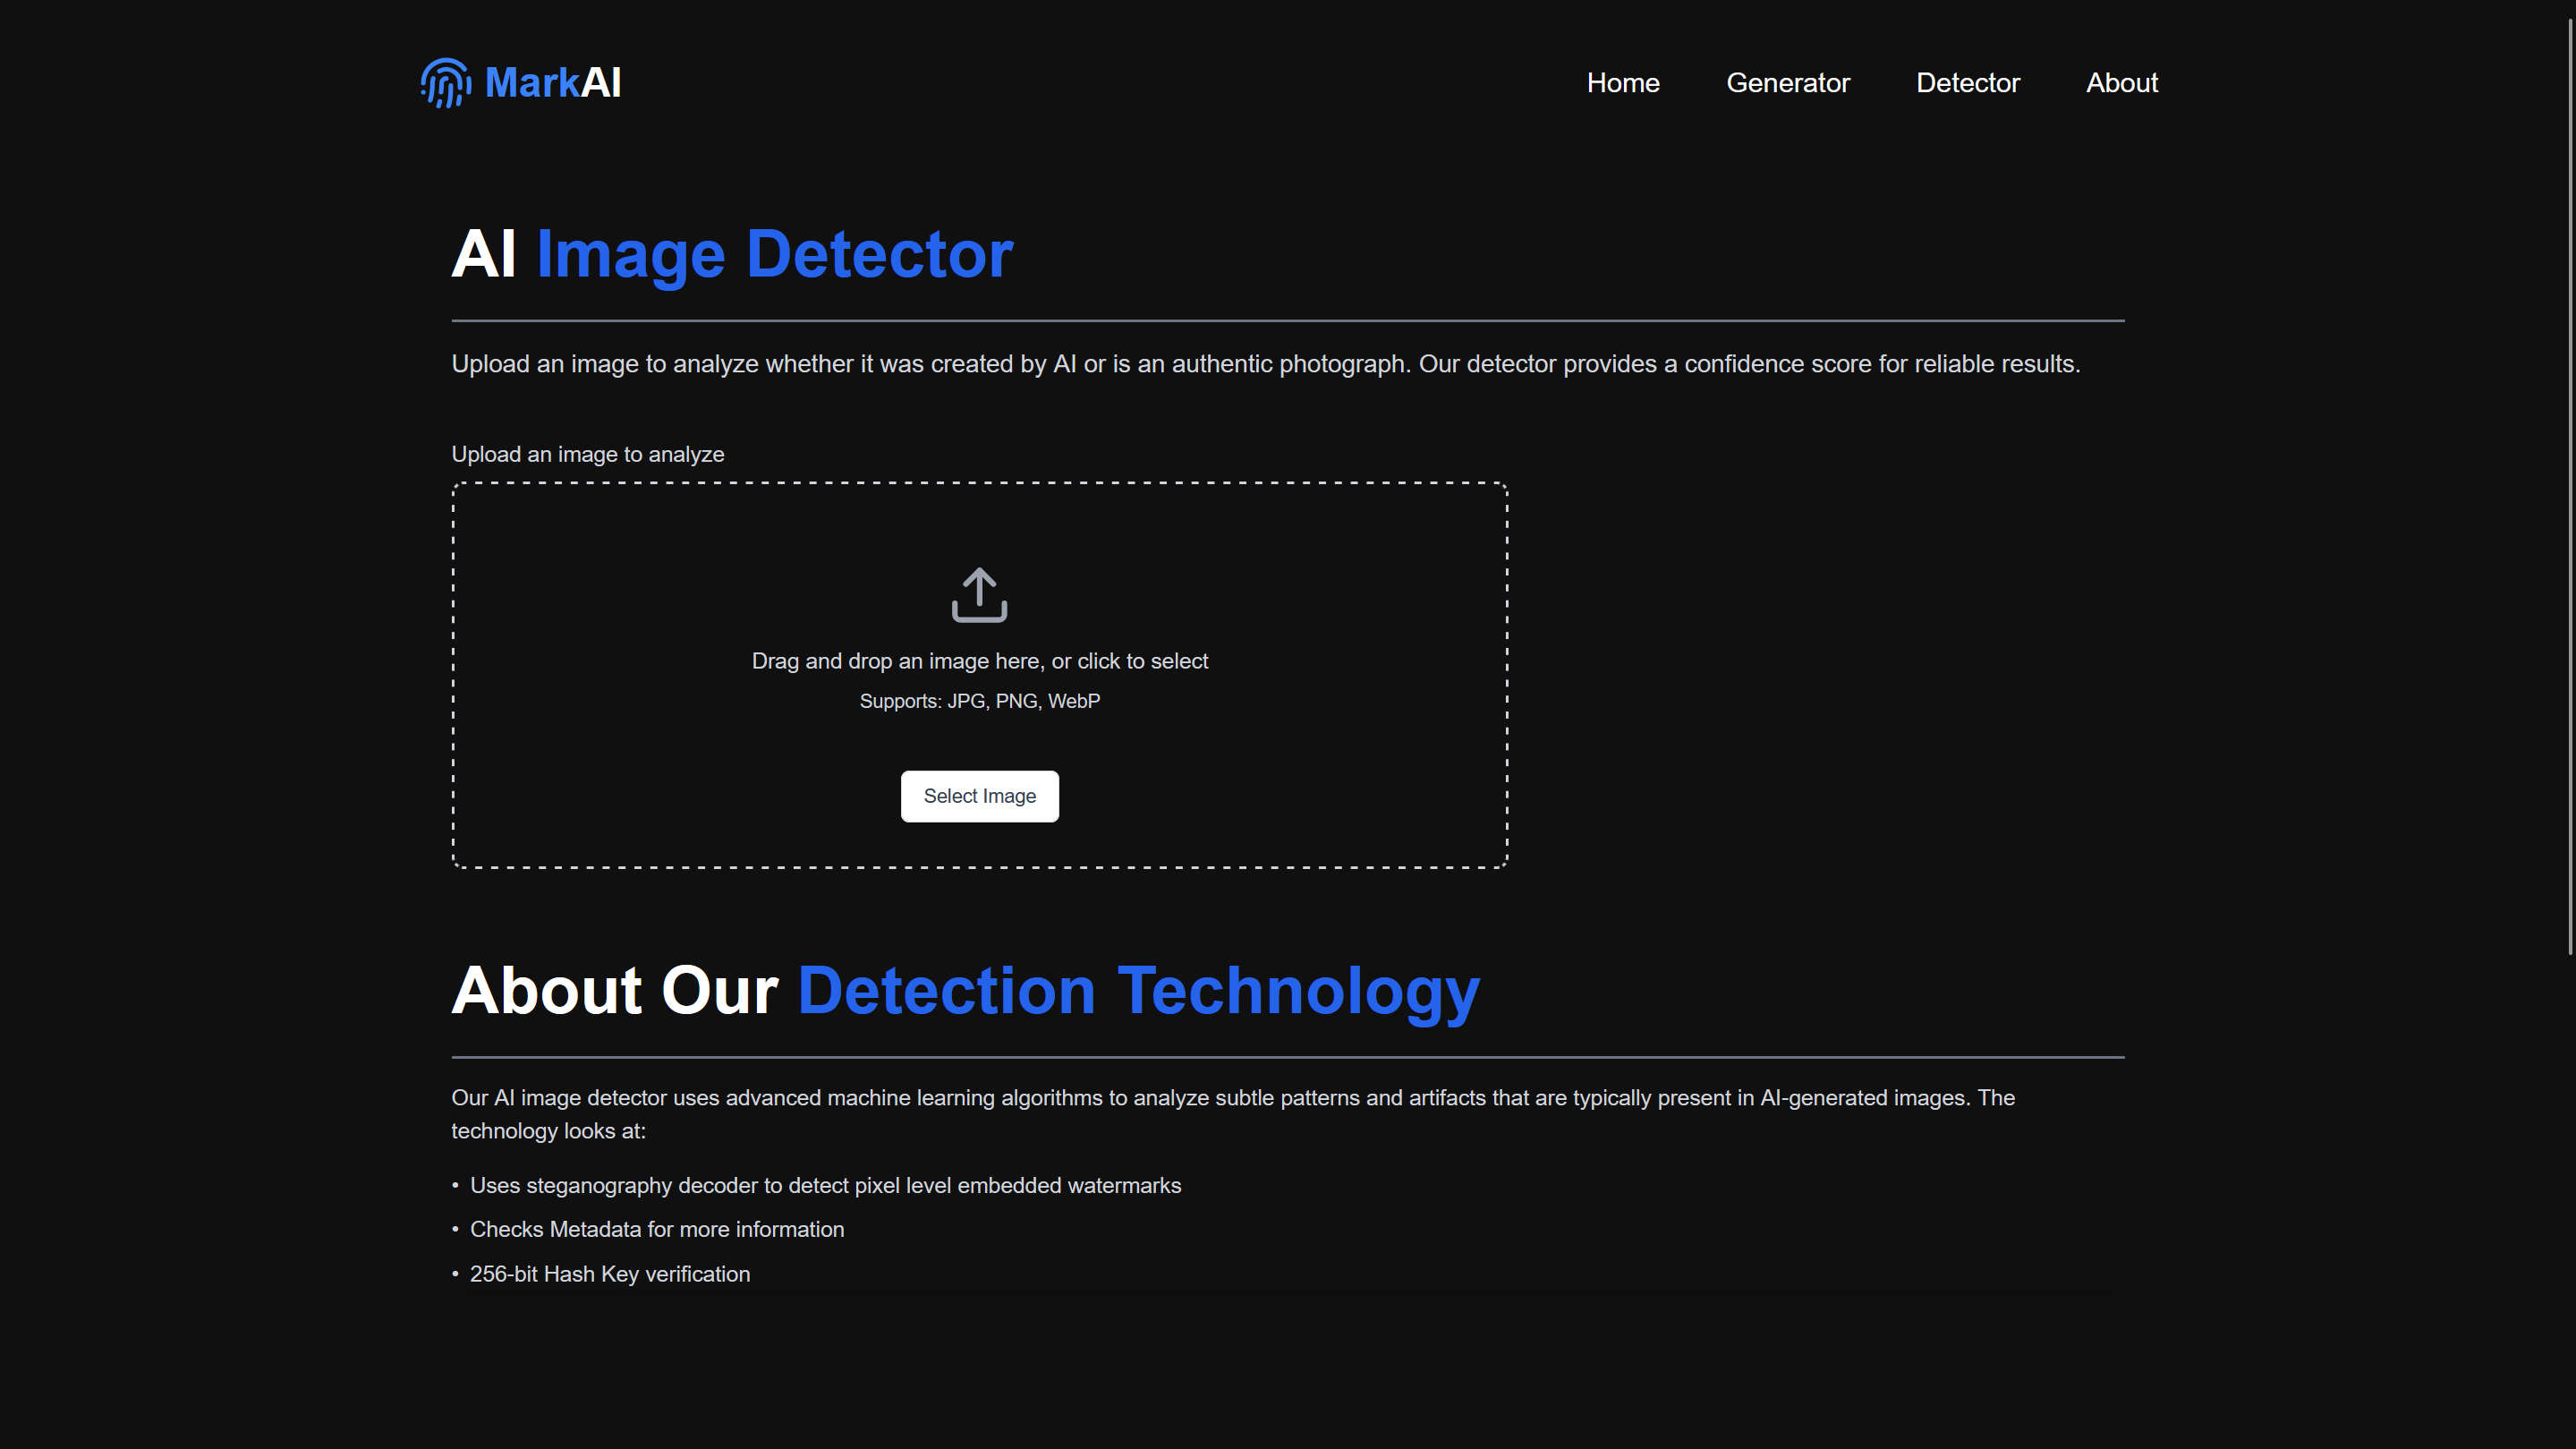 MarkAI
Home Generator Detector About
AI Image Detector
Upload an image to analyze whether it was created by AI or is an authentic photograph. Our detector provides a confidence score for reliable results.
Upload an image to analyze
Drag and drop an image here, or click to select
Supports: JPG, PNG, WebP
Select Image
About Our Detection Technology
Our AI image detector uses advanced machine learning algorithms to analyze subtle patterns and artifacts that are typically present in AI-generated images. The
technology looks at:
• Uses steganography decoder to detect pixel level embedded watermarks
• Checks Metadata for more information
• 256-bit Hash Key verification